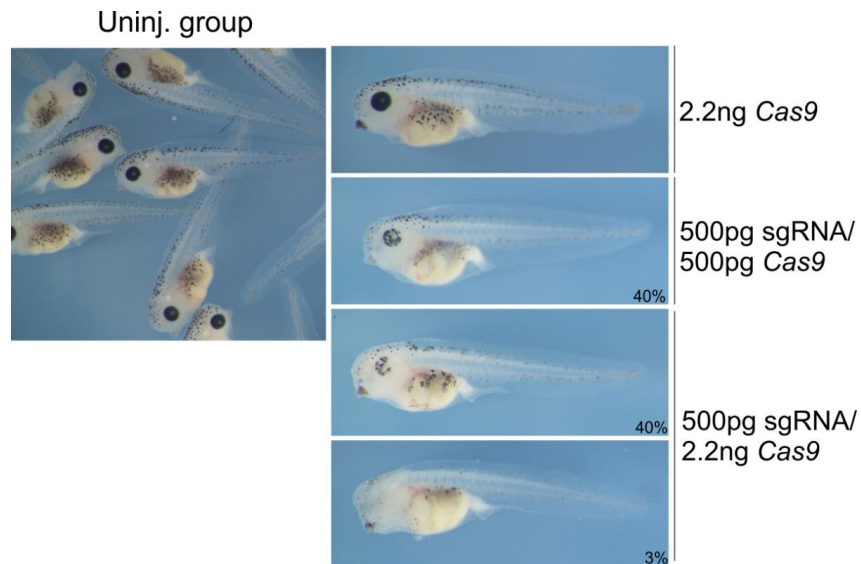 Uninj. group
2.2ng Cas9
500pg sgRNA/
500pg Cas9
40%
40%
500pg sgRNA/
2.2ng Cas9
3%